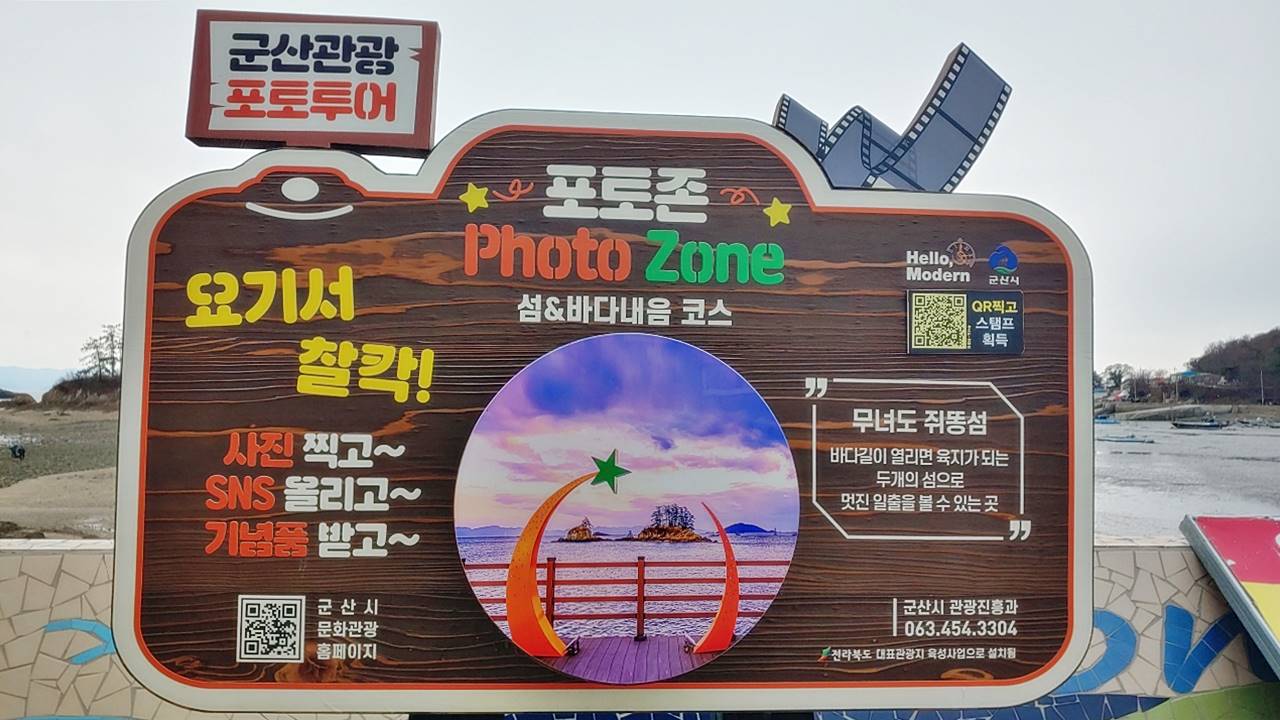 군산관광
포토투어
포토존
Photo Zone
섬&바다내음 코스
요기서
찰칵!
사진 찍고~
SNS 올리고~
기념품 받고~
군산시
문화관광
홈페이지
Hello,
Modern
군산시
QR찍고
스탬프
획득
무녀도 쥐똥섬
바다길이 열리면 육지가 되는
두개의 섬으로
멋진 일출을 볼 수 있는 곳
군산시 관광진흥과
063.454.3304
전라북도 대표관광지 육성사업으로 설치됨